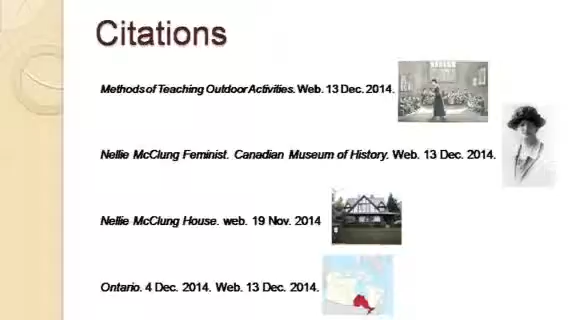 Citations
Methods of Teaching Outdoor Activities. Web. 13 Dec. 2014.
Nellie McClung Feminist. Canadian Museum of History. Web. 13 Dec. 2014.
Nellie McClung House. web. 19 Nov. 2014
Ontario. 4 Dec. 2014. Web. 13 Dec. 2014.